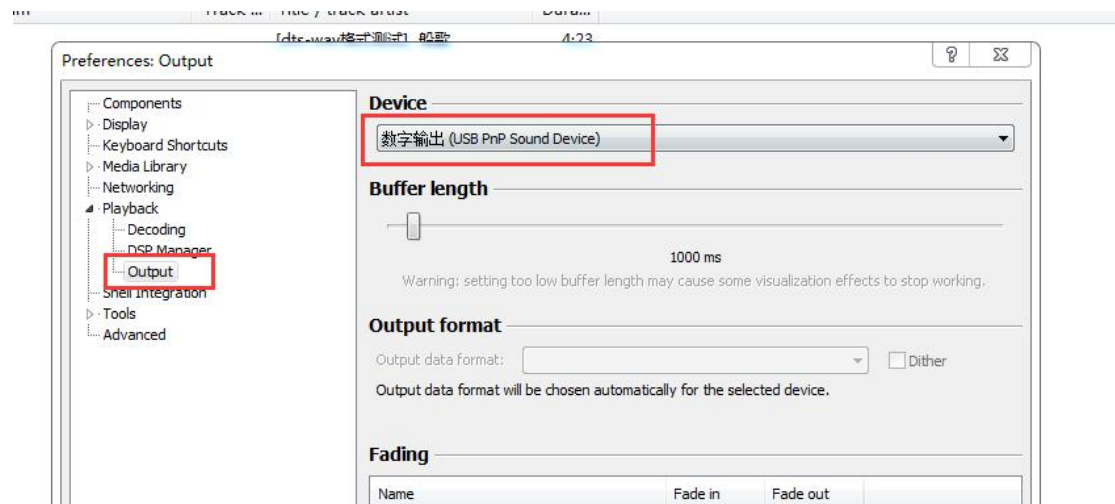 Dura...
[dts-wav格式测试] 船歌 4:23
Preferences: Output
Components
Display
Keyboard Shortcuts
Media Library
Networking
Playback
Decoding
DSP Manager
Output
Shell Integration
Tools
Advanced
Device
数字输出 (USB PnP Sound Device)
Buffer length
1000 ms
Warning: setting too low buffer length may cause some visualization effects to stop working.
Output format
Output data format:
Dither
Output data format will be chosen automatically for the selected device.
Fading
Name Fade in Fade out